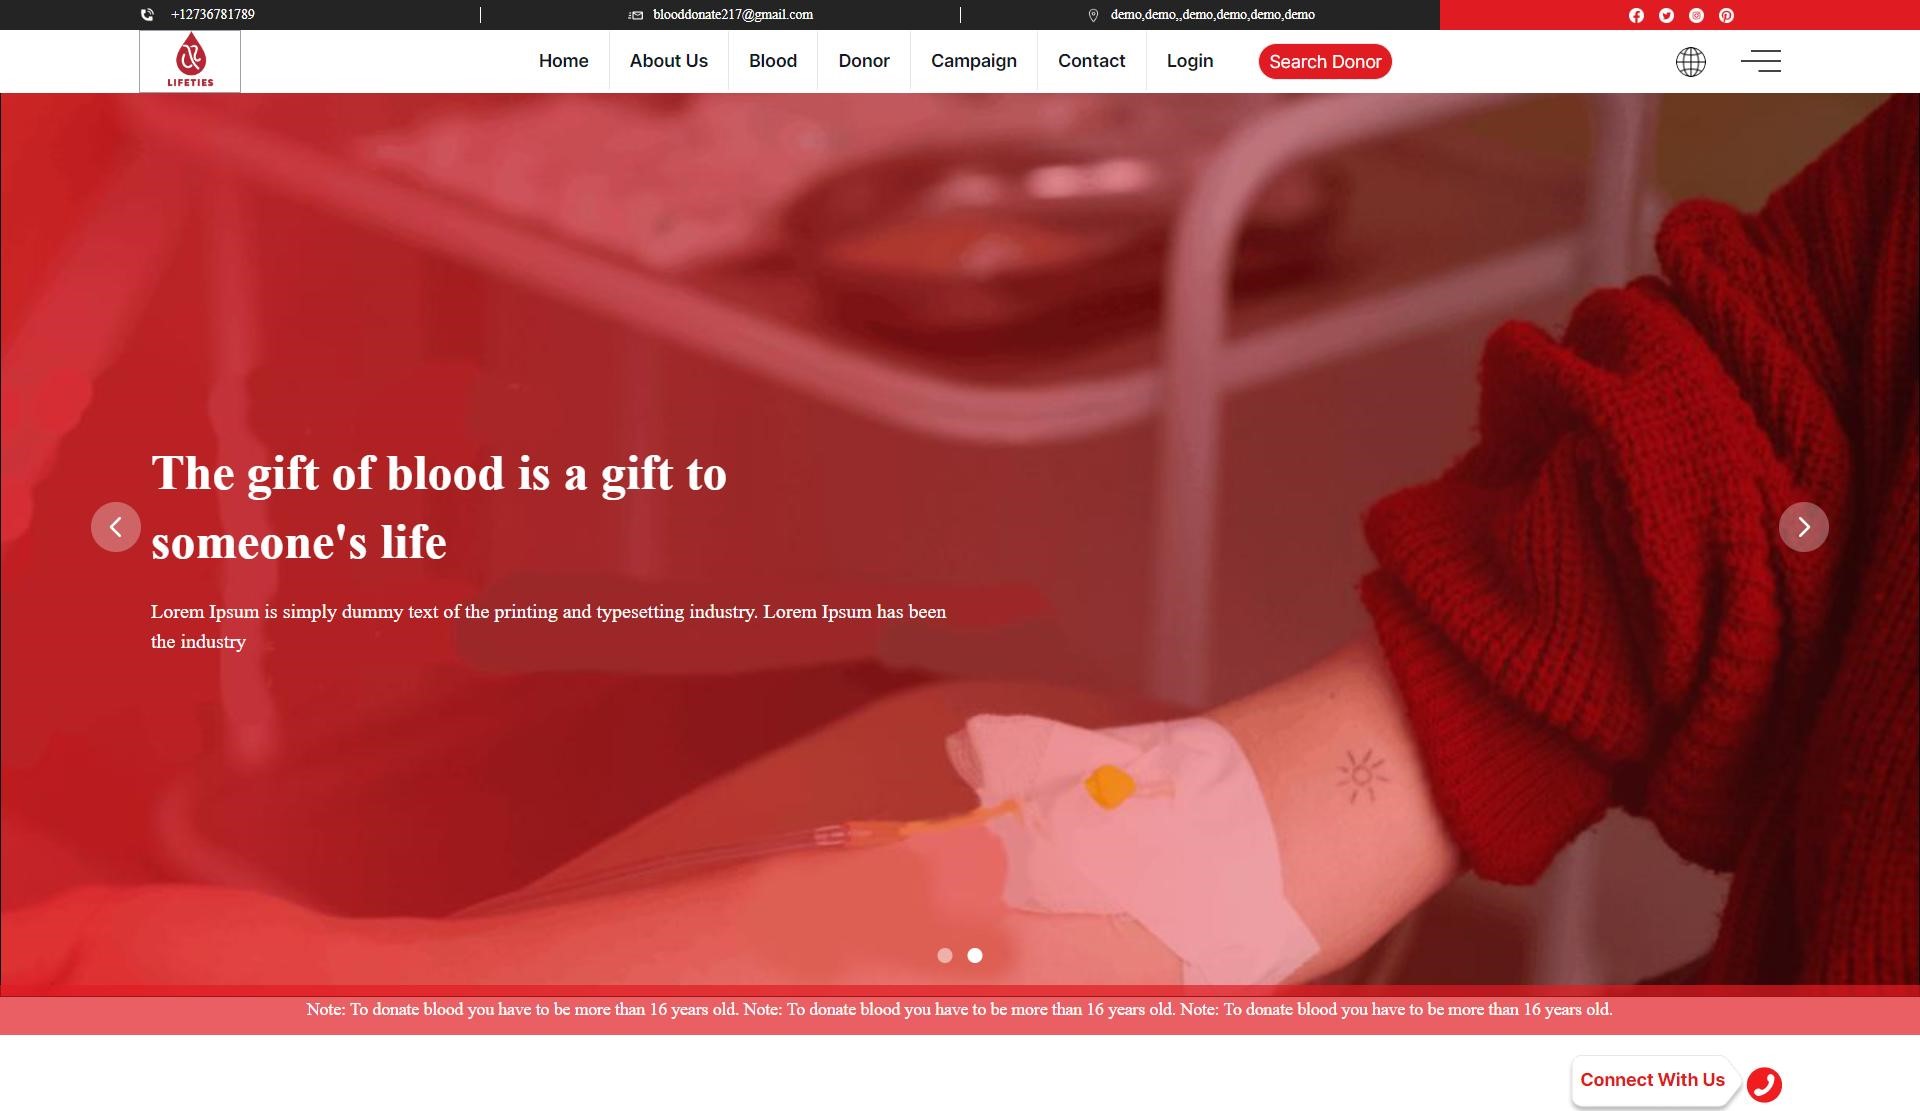 +12736781789
blooddonate217@gmail.com
demo,demo,,demo,demo,demo,demo
LIFETIES
Home
About Us
Blood
Donor
Campaign
Contact
Login
Search Donor
The gift of blood is a gift to
someone's life
Lorem Ipsum is simply dummy text of the printing and typesetting industry. Lorem Ipsum has been
the industry
Note: To donate blood you have to be more than 16 years old. Note: To donate blood you have to be more than 16 years old. Note: To donate blood you have to be more than 16 years old.
Connect With Us